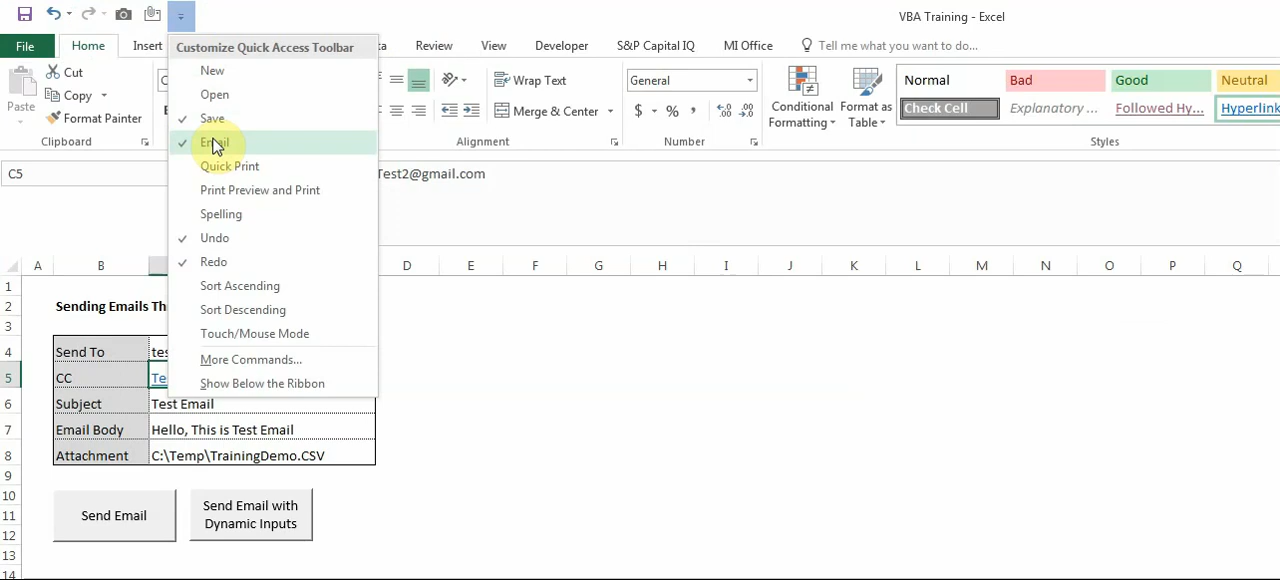 VBA Training - Excel
File Home Insert Review View Developer S&P Capital IQ MI Office Tell me what you want to do...
Customize Quick Access Toolbar
New
Open
Save
Email
Quick Print
Print Preview and Print
Spelling
Undo
Redo
Sort Ascending
Sort Descending
Touch/Mouse Mode
More Commands...
Show Below the Ribbon
Paste
Cut
Copy
Format Painter
Clipboard
Wrap Text
Merge & Center
Alignment
General
$ %
Number
Conditional Formatting
Format as Table
Normal Bad Good Neutral
Check Cell Explanatory ... Followed Hy... Hyperlink
Styles
C5 Test2@gmail.com
A B D E F G H I J K L M N O P Q
1
2 Sending Emails
3
4 Send To
5 CC
6 Subject Test Email
7 Email Body Hello, This is Test Email
8 Attachment C:\Temp\TrainingDemo.CSV
9
10
11
12
13
14
Send Email
Send Email with
Dynamic Inputs